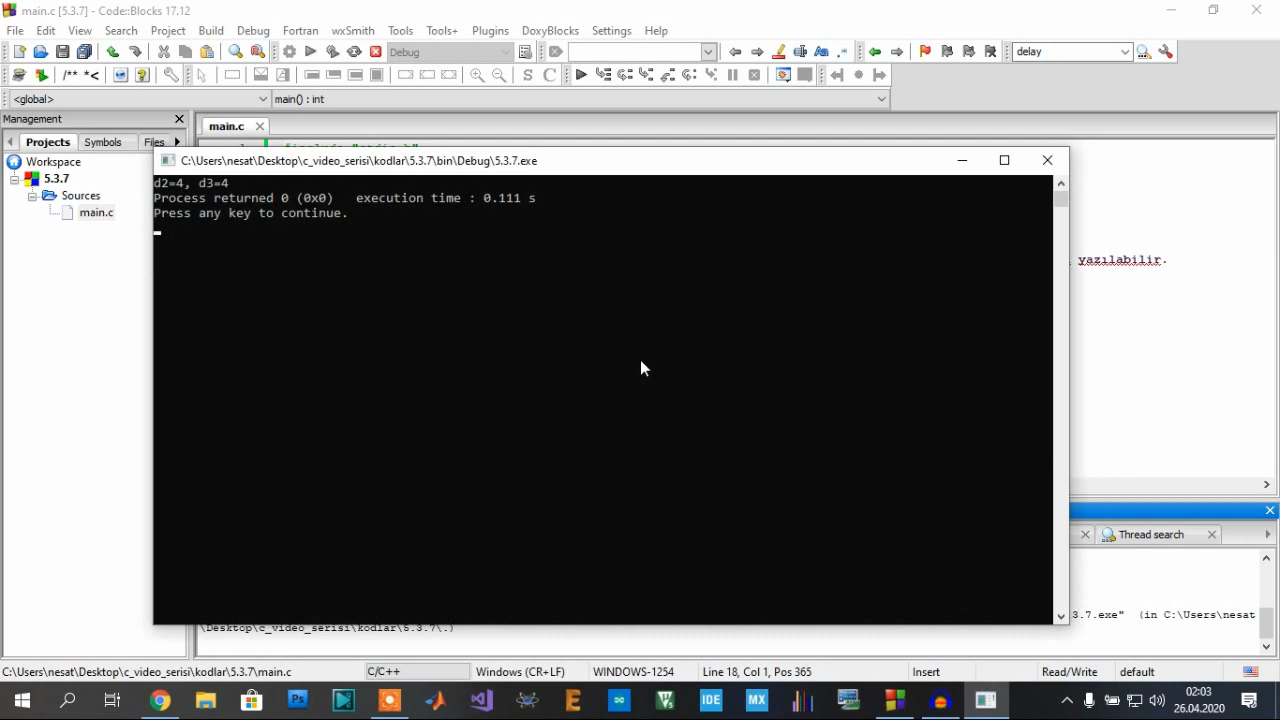 main.c [5.3.7] - Code::Blocks 17.12
File Edit View Search Project Build Debug Fortran wxSmith Tools Tools+ Plugins DoxyBlocks Settings Help
Debug
delay
/** *<
S C
<global>
main() : int
Management
main.c
Projects Symbols Files
Workspace
5.3.7
Sources
main.c
C:\Users\nesat\Desktop\c_video_serisi\kodlar\5.3.7\bin\Debug\5.3.7.exe
d2=4, d3=4
Process returned 0 (0x0)   execution time : 0.111 s
Press any key to continue.
yazılabilir.
Thread search
3.7.exe" (in C:\Users\nesat
\Desktop\c_video_serisi\kodlar\5.3.7\.)
C:\Users\nesat\Desktop\c_video_serisi\kodlar\5.3.7\main.c
C/C++
Windows (CR+LF)
WINDOWS-1254
Line 18, Col 1, Pos 365
Insert
Read/Write
default
Ps
IDE
MX
02:03
26.04.2020